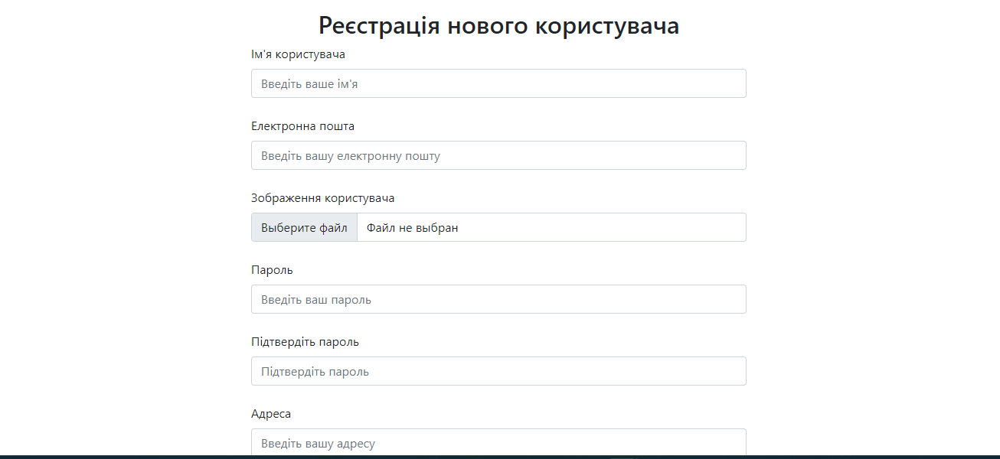 Реєстрація нового користувача
Ім'я користувача
Введіть ваше ім'я
Електронна пошта
Введіть вашу електронну пошту
Зображення користувача
Выберите файл Файл не выбран
Пароль
Введіть ваш пароль
Підтвердіть пароль
Підтвердіть пароль
Адреса
Введіть вашу адресу